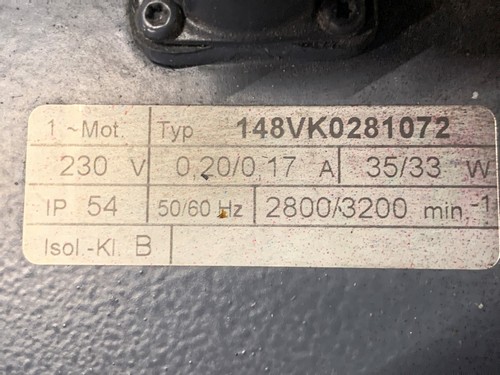 1~Mot. Typ 148VK0281072
230 V 0,20/0,17 A 35/33 W
IP 54 50/60 Hz 2800/3200 min-1
Isol.-Kl. B